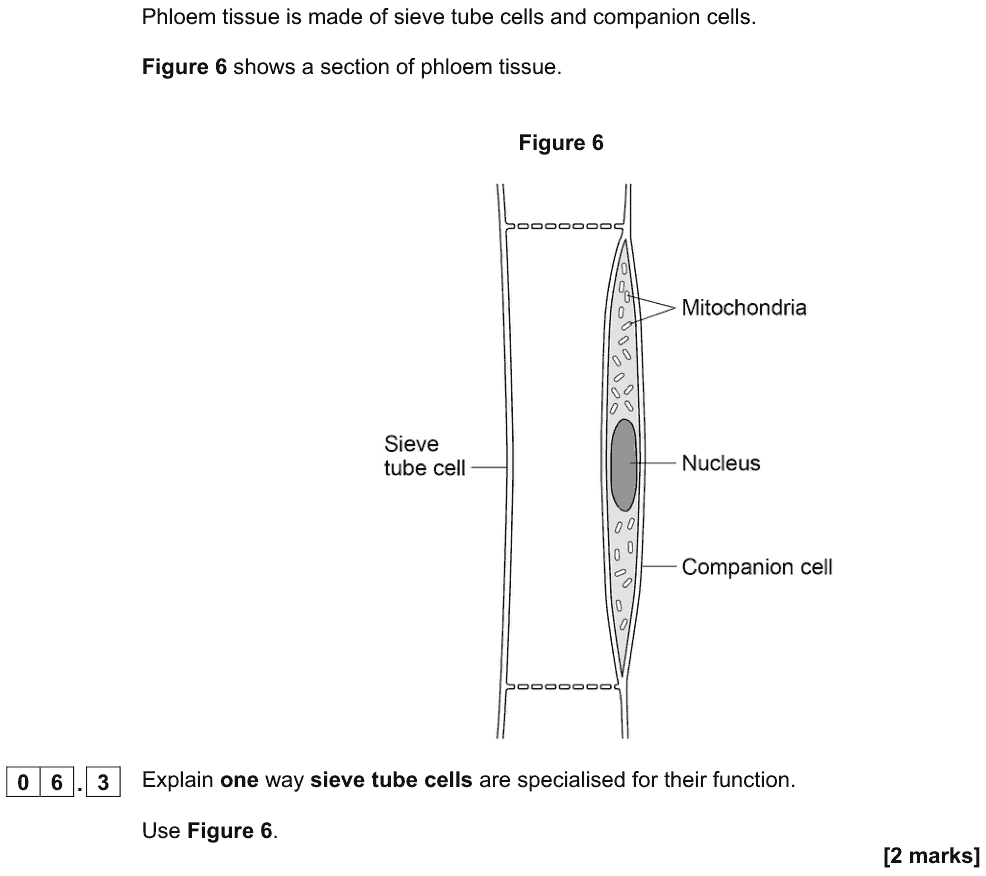 Phloem tissue is made of sieve tube cells and companion cells.
Figure 6 shows a section of phloem tissue.
Figure 6
Mitochondria
Sieve
tube cell
Nucleus
Companion cell
0 6 . 3 Explain one way sieve tube cells are specialised for their function.
Use Figure 6.
[2 marks]